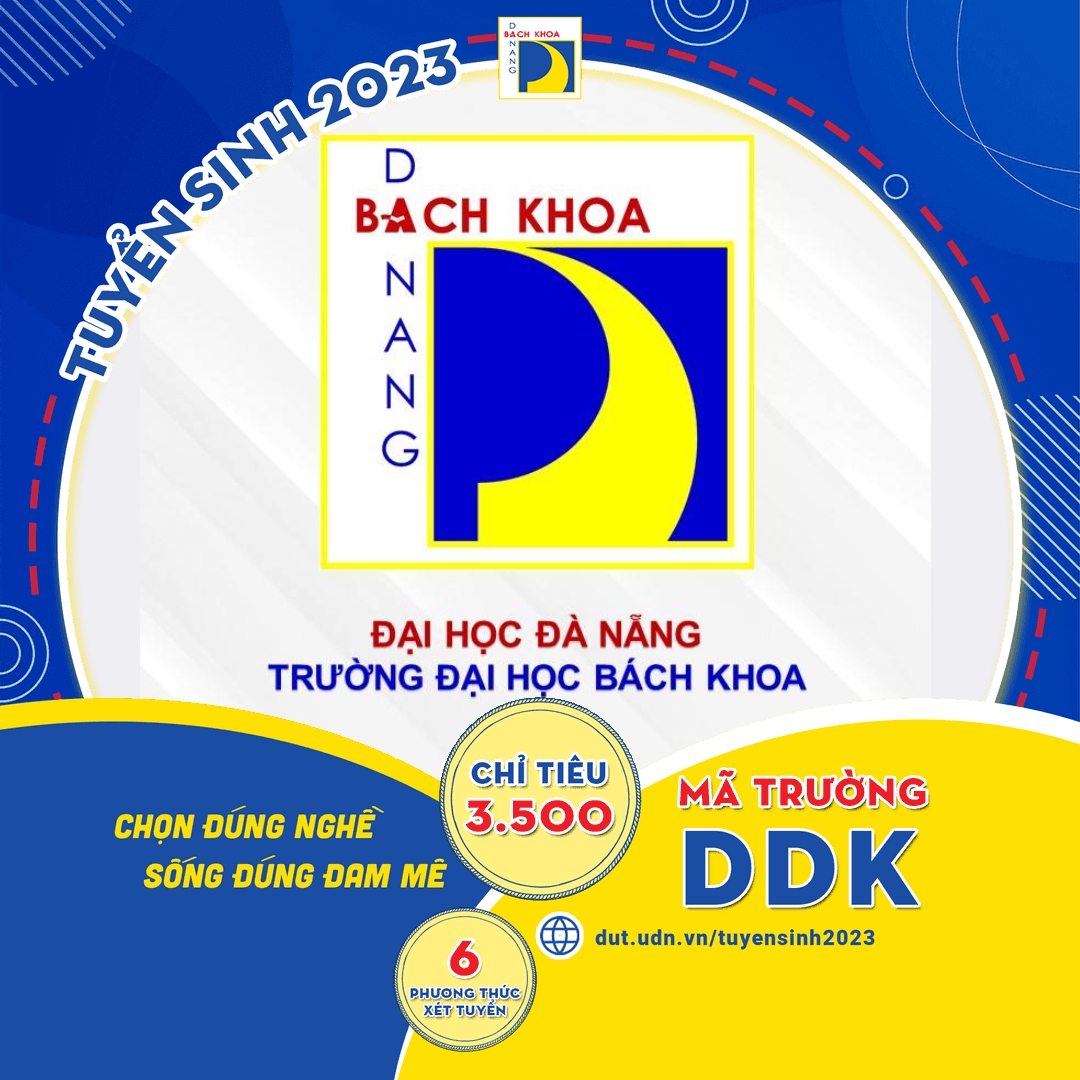 D
BACH KHOA
A
N
A
N
G
TUYỂN SINH 2023
D
BACH KHOA
N
A
N
G
ĐẠI HỌC ĐÀ NẴNG
TRƯỜNG ĐẠI HỌC BÁCH KHOA
CHỈ TIÊU
3.500
MÃ TRƯỜNG
DDK
CHỌN ĐÚNG NGHỀ
SỐNG ĐÚNG ĐAM MÊ
dut.udn.vn/tuyensinh2023
6
PHƯƠNG THỨC
XÉT TUYỂN